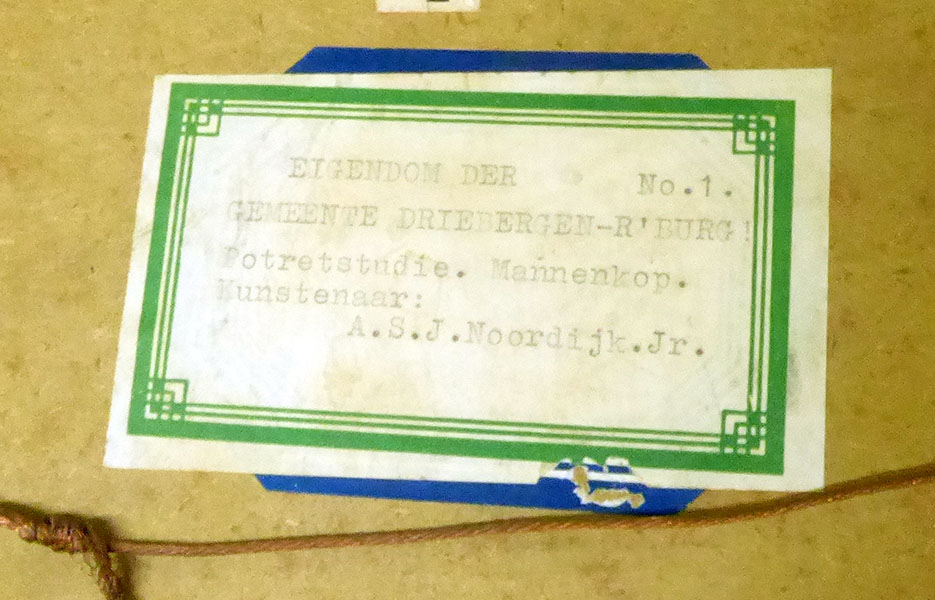 EIGENDOM DER No.1.
GEMEENTE DRIEBERGEN-R'BURG!
Potretstudie. Mannenkop.
Kunstenaar:
A.S.J.Noordijk.Jr.